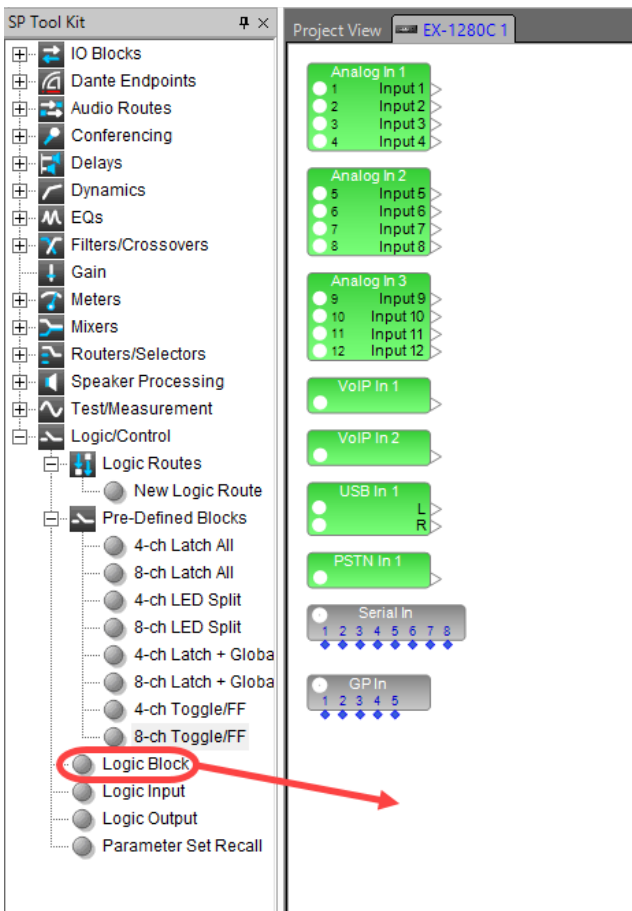 SP Tool Kit
IO Blocks
Dante Endpoints
Audio Routes
Conferencing
Delays
Dynamics
EQs
Filters/Crossovers
Gain
Meters
Mixers
Routers/Selectors
Speaker Processing
Test/Measurement
Logic/Control
Logic Routes
New Logic Route
Pre-Defined Blocks
4-ch Latch All
8-ch Latch All
4-ch LED Split
8-ch LED Split
4-ch Latch + Globa
8-ch Latch + Globa
4-ch Toggle/FF
8-ch Toggle/FF
Logic Block
Logic Input
Logic Output
Parameter Set Recall
Project View EX-1280C 1
Analog In 1
1 Input 1
2 Input 2
3 Input 3
4 Input 4
Analog In 2
5 Input 5
6 Input 6
7 Input 7
8 Input 8
Analog In 3
9 Input 9
10 Input 10
11 Input 11
12 Input 12
VoIP In 1
VoIP In 2
USB In 1
L
R
PSTN In 1
Serial In
1 2 3 4 5 6 7 8
GP In
1 2 3 4 5